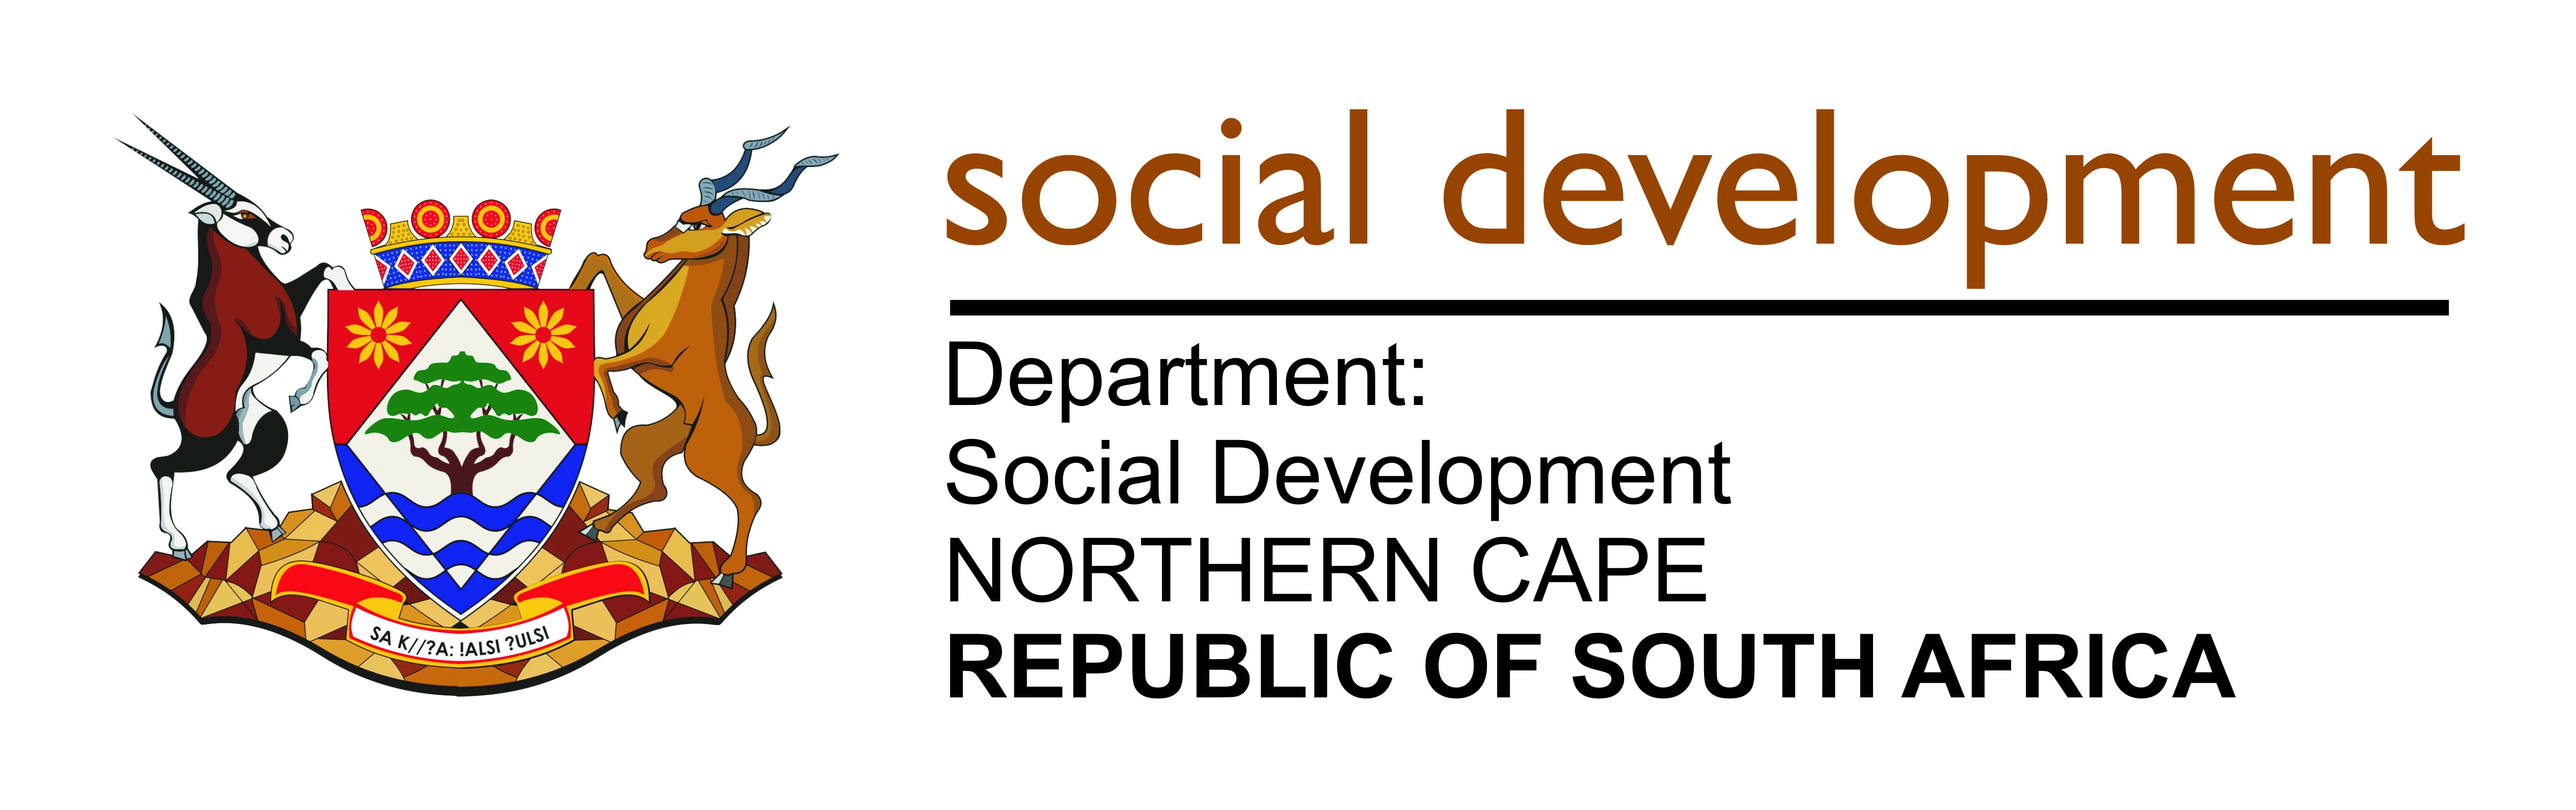 social development
Department:
Social Development
NORTHERN CAPE
REPUBLIC OF SOUTH AFRICA
SA K//?A: !ALSI ?ULSI